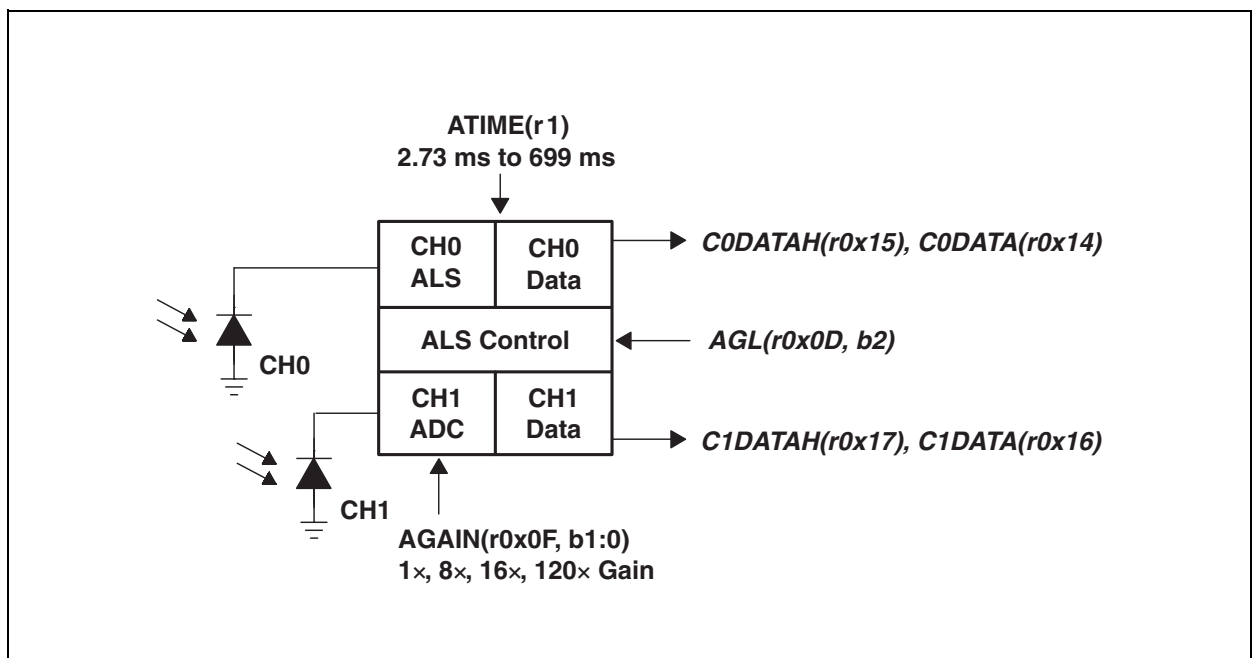 ATIME(r 1)
2.73 ms to 699 ms
CH0
ALS
CH0
Data
C0DATAH(r0x15), C0DATA(r0x14)
ALS Control
AGL(r0x0D, b2)
CH0
CH1
ADC
CH1
Data
C1DATAH(r0x17), C1DATA(r0x16)
CH1
AGAIN(r0x0F, b1:0)
1×, 8×, 16×, 120× Gain